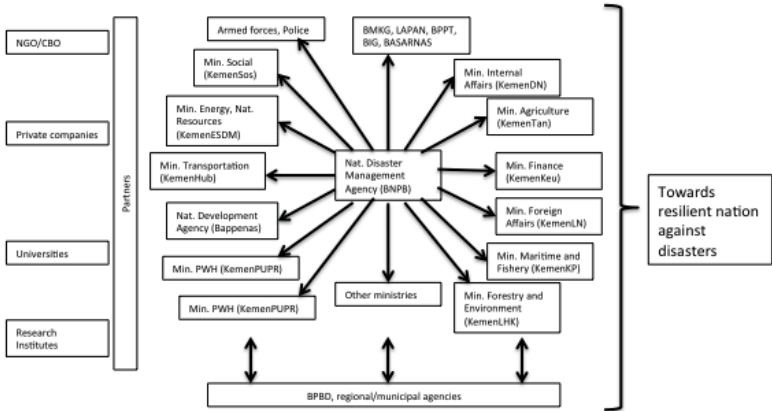 NGO/CBO
Private companies
Universities
Research
Institutes
Partners
Armed forces, Police
BMKG, LAPAN, BPPT,
BIG, BASARNAS
Min. Social
(KemenSos)
Min. Internal
Affairs (KemenDN)
Min. Energy, Nat.
Resources
(KemenESDM)
Min. Agriculture
(KemenTan)
Min. Transportation
(KemenHub)
Nat. Disaster
Management
Agency (BNPB)
Min. Finance
(KemenKeu)
Nat. Development
Agency (Bappenas)
Min. Foreign
Affairs (KemenLN)
Min. PWH (KemenPUPR)
Min. Maritime and
Fishery (KemenKP)
Min. PWH (KemenPUPR)
Other ministries
Min. Forestry and
Environment
(KemenLHK)
BPBD, regional/municipal agencies
Towards
resilient nation
against
disasters